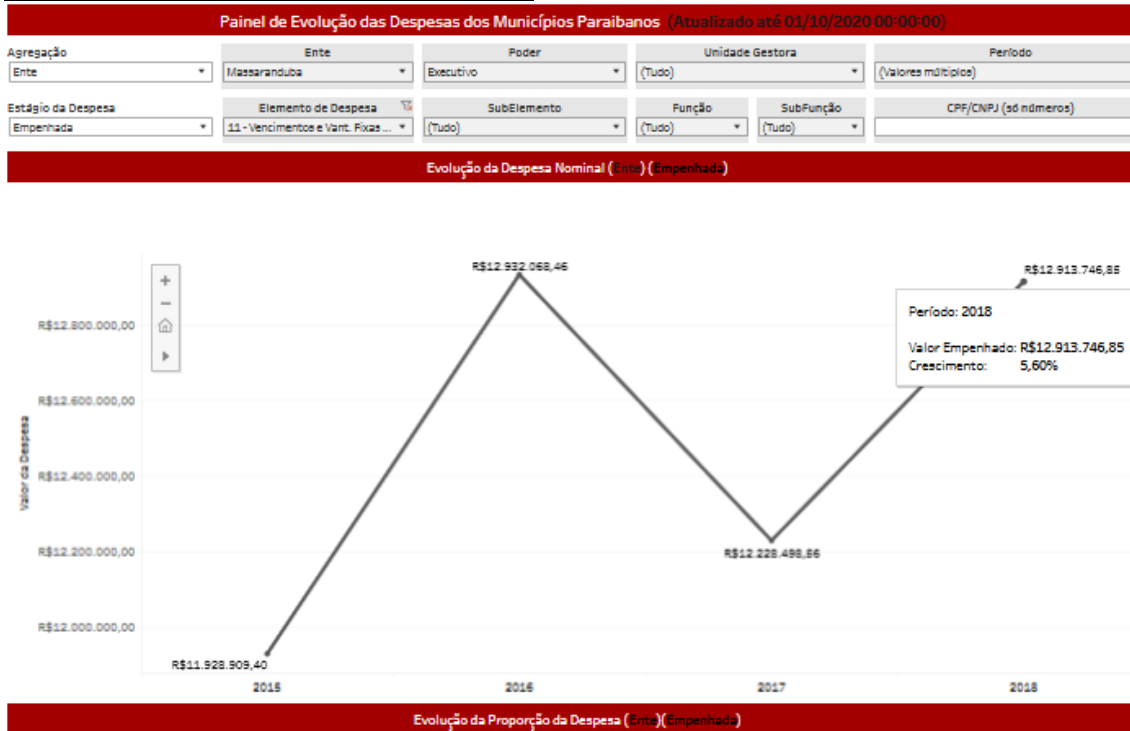 Painel de Evolução das Despesas dos Municípios Paraibanos (Atualizado até 01/10/2020 00:00:00)
Agregação Ente Poder Unidade Gestora Período
Ente Massaranduba Executivo (Tudo) (Valores múltiplos)
Estágio da Despesa Elemento de Despesa SubElemento Função SubFunção CPF/CNPJ (só números)
Empenhada 11 - Vencimentos e Vant. Fixas ... (Tudo) (Tudo) (Tudo)
Evolução da Despesa Nominal (Ente) (Empenhada)
R$12.932.068,46
R$12.913.746,85
Período: 2018
Valor Empenhado: R$12.913.746,85
Crescimento: 5,60%
Valor da Despesa
R$12.800.000,00
R$12.600.000,00
R$12.400.000,00
R$12.200.000,00
R$12.000.000,00
R$12.228.498,56
R$11.928.909,40
2015 2016 2017 2018
Evolução da Proporção da Despesa (Ente)(Empenhada)